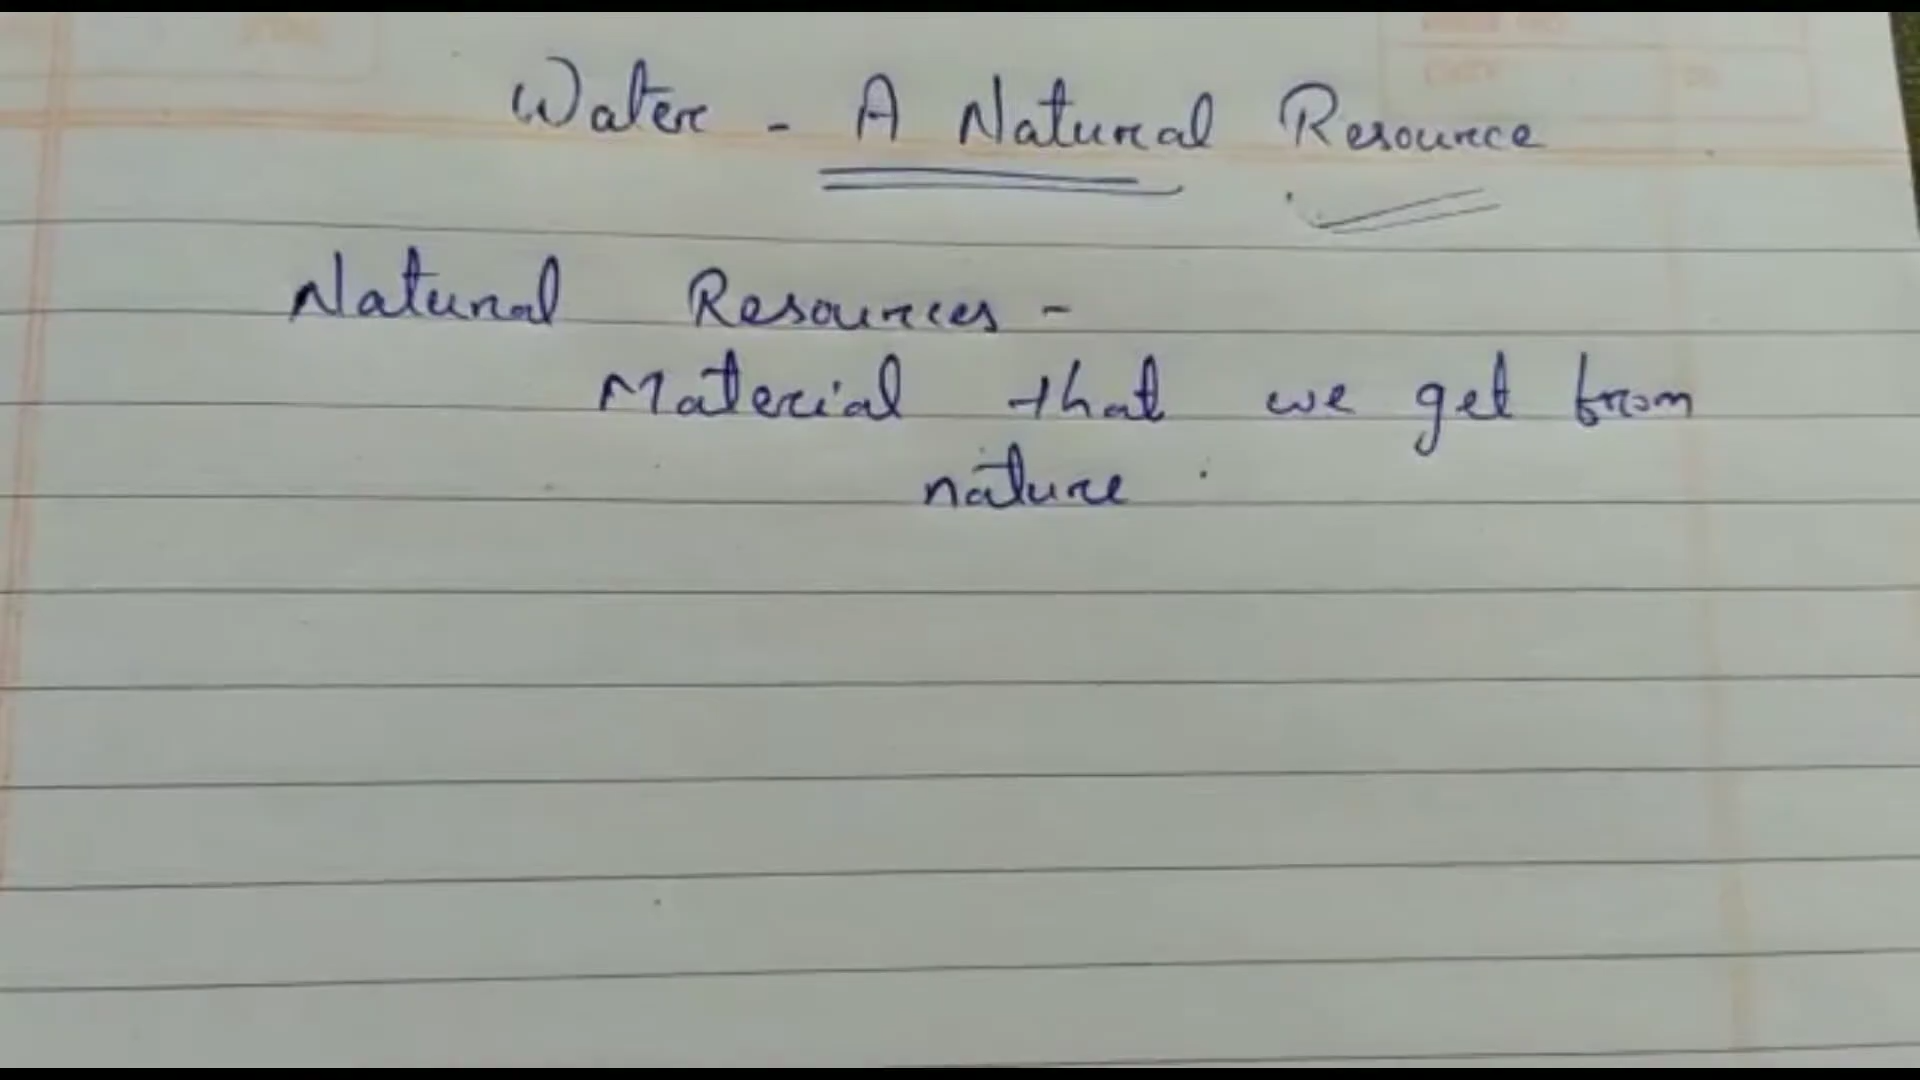 Water - A Natural Resource
Natural Resources -
Material that we get from
nature.